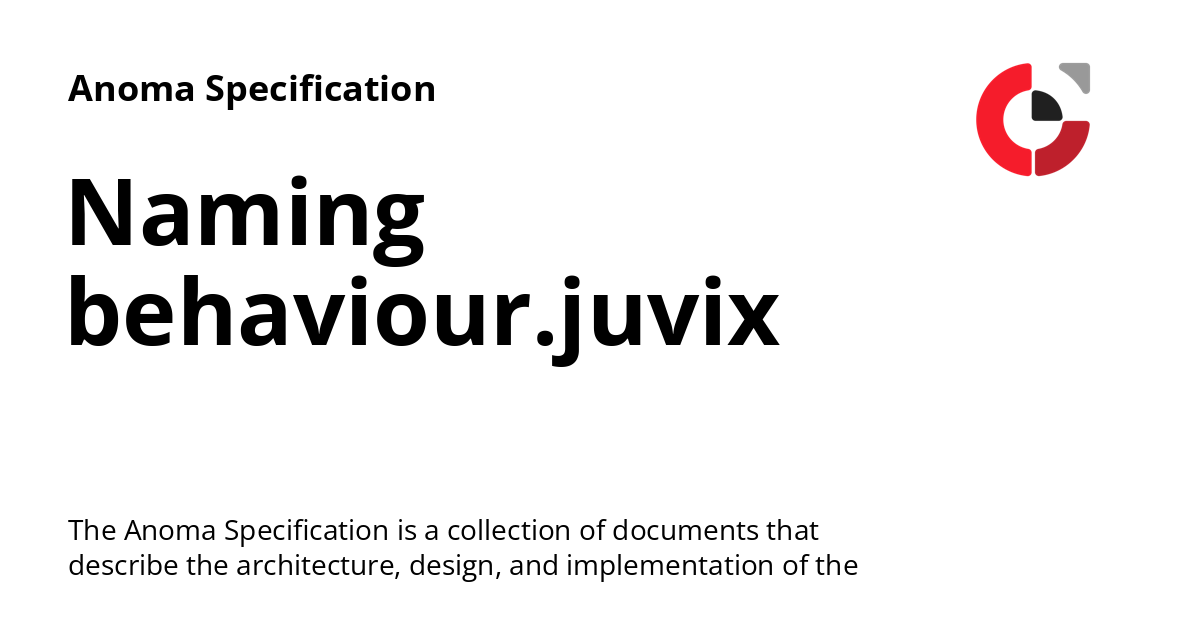 Anoma Specification
Naming
behaviour.juvix
The Anoma Specification is a collection of documents that
describe the architecture, design, and implementation of the